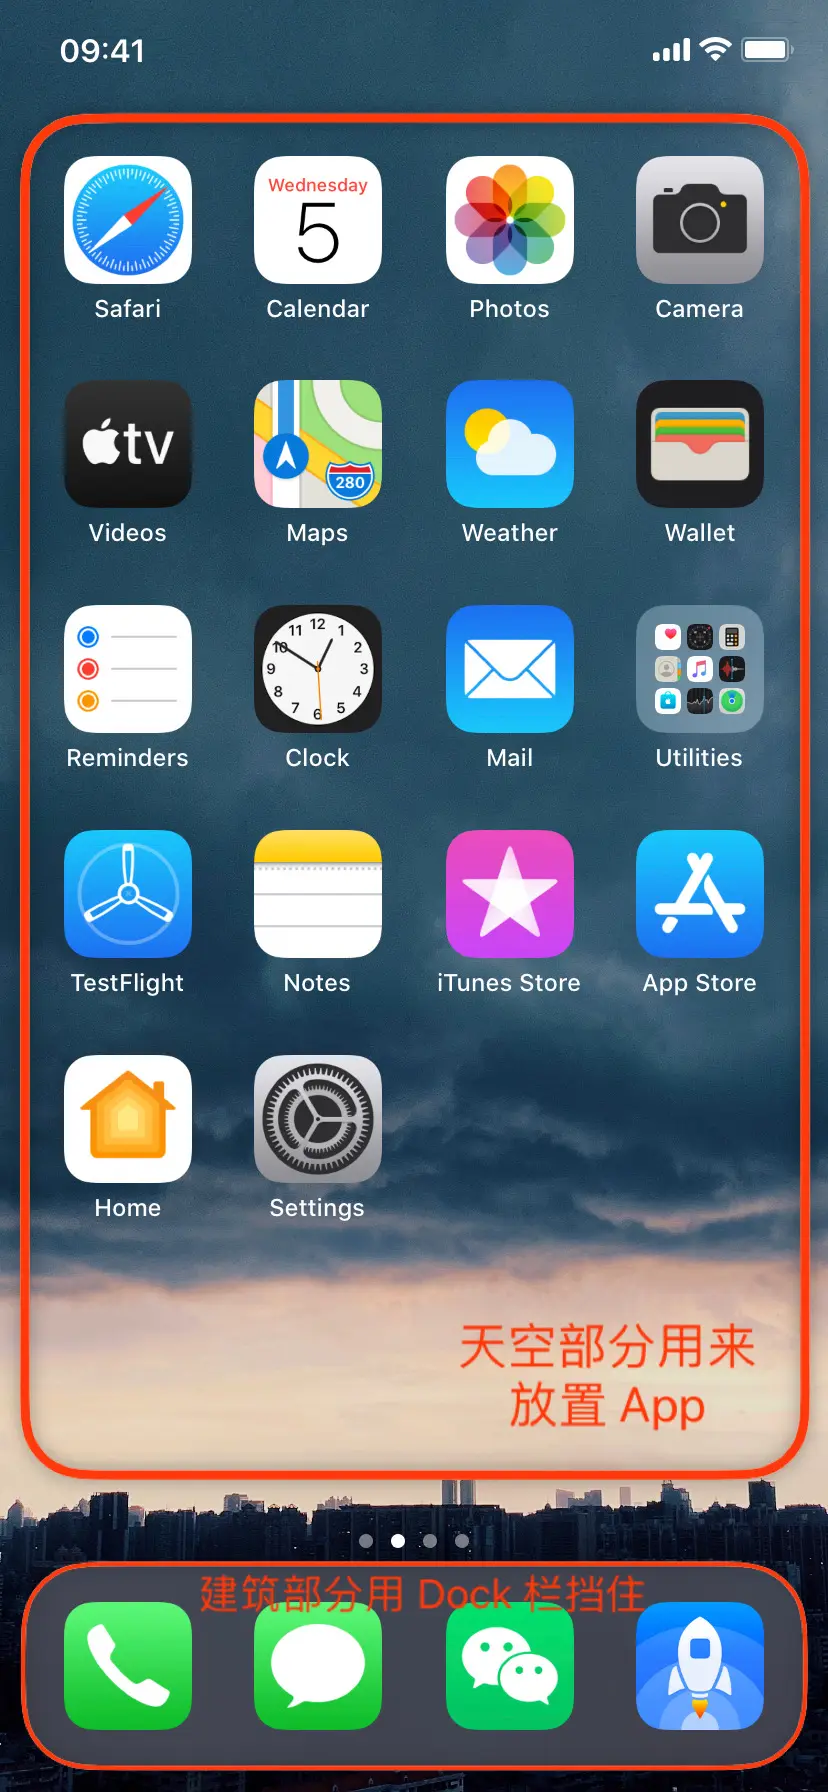 09:41
Wednesday
5
Safari
Calendar
Photos
Camera
tv
280
Videos
Maps
Weather
Wallet
12
11 1
10 2
9 3
8 4
7 5
6
Reminders
Clock
Mail
Utilities
TestFlight
Notes
iTunes Store
App Store
Home
Settings
天空部分用来
放置 App
建筑部分用 Dock 栏挡住